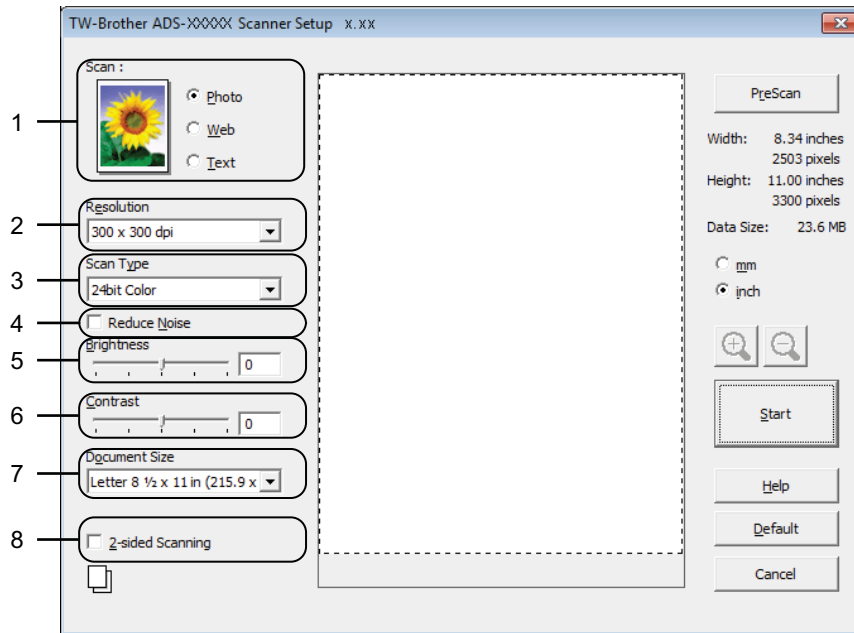 TW-Brother ADS-XXXXX Scanner Setup x.xx
1
Scan :
Photo
Web
Text
2
Resolution
300 x 300 dpi
3
Scan Type
24bit Color
4
Reduce Noise
5
Brightness
0
6
Contrast
0
7
Document Size
Letter 8 ½ x 11 in (215.9 x
8
2-sided Scanning
PreScan
Width: 8.34 inches
2503 pixels
Height: 11.00 inches
3300 pixels
Data Size: 23.6 MB
mm
inch
Start
Help
Default
Cancel